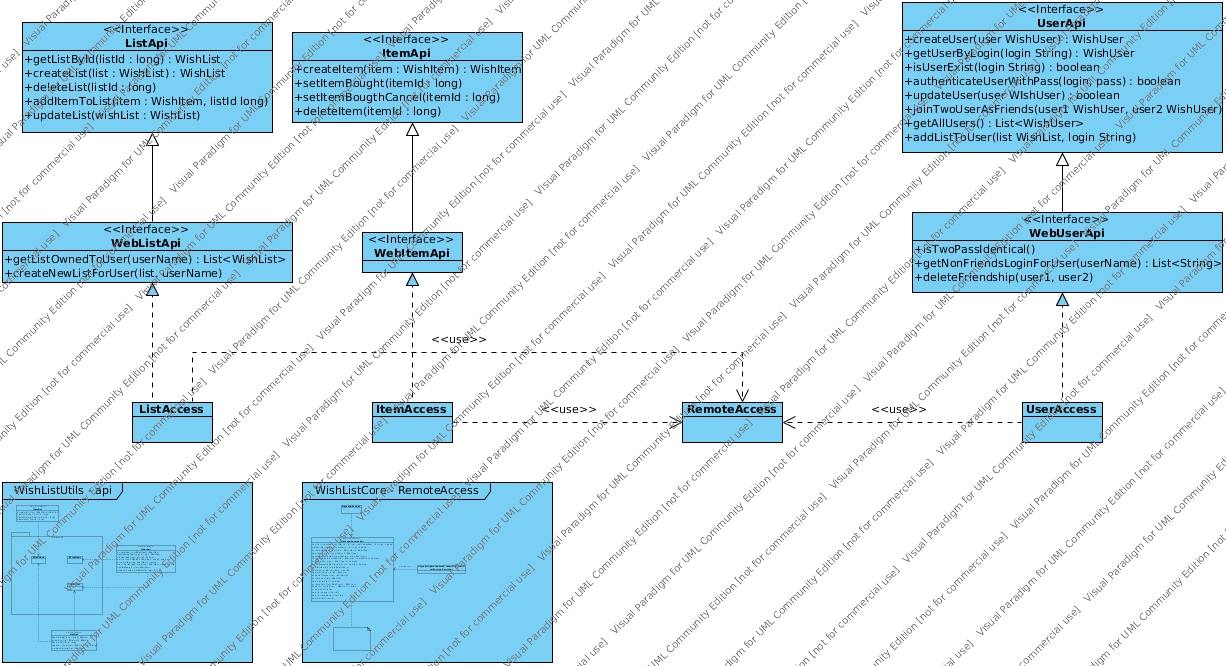 <<Interface>>
ListApi
+getListById(listId : long) : WishList
+createList(list : WishList) : WishList
+deleteList(listId : long)
+addItemToList(item : WishItem, listId long)
+updateList(wishList : WishList)
<<Interface>>
ItemApi
+createItem(item : WishItem) : WishItem
+setItemBought(itemId : long)
+setItemBougthCancel(itemId : long)
+deleteItem(itemId : long)
<<Interface>>
UserApi
+createUser(user WishUser) : WishUser
+getUserByLogin(login String) : WishUser
+isUserExist(login String) : boolean
+authenticateUserWithPass(login, pass) : boolean
+updateUser(user WIshUser) : boolean
+joinTwoUserAsFriends(user1 WishUser, user2 WishUser)
+getAllUsers() : List<WishUser>
+addListToUser(list WishList, login String)
<<Interface>>
WebListApi
+getListOwnedToUser(userName) : List<WishList>
+createNewListForUser(list, userName)
<<Interface>>
WebItemApi
<<Interface>>
WebUserApi
+isTwoPassIdentical()
+getNonFriendsLoginForUser(userName) : List<String>
+deleteFriendship(user1, user2)
<<use>>
ListAccess
ItemAccess
<<use>>
RemoteAccess
<<use>>
UserAccess
WishListUtils - api
WishListCore - RemoteAccess
Visual Paradigm for UML Community Edition [not for commercial use]